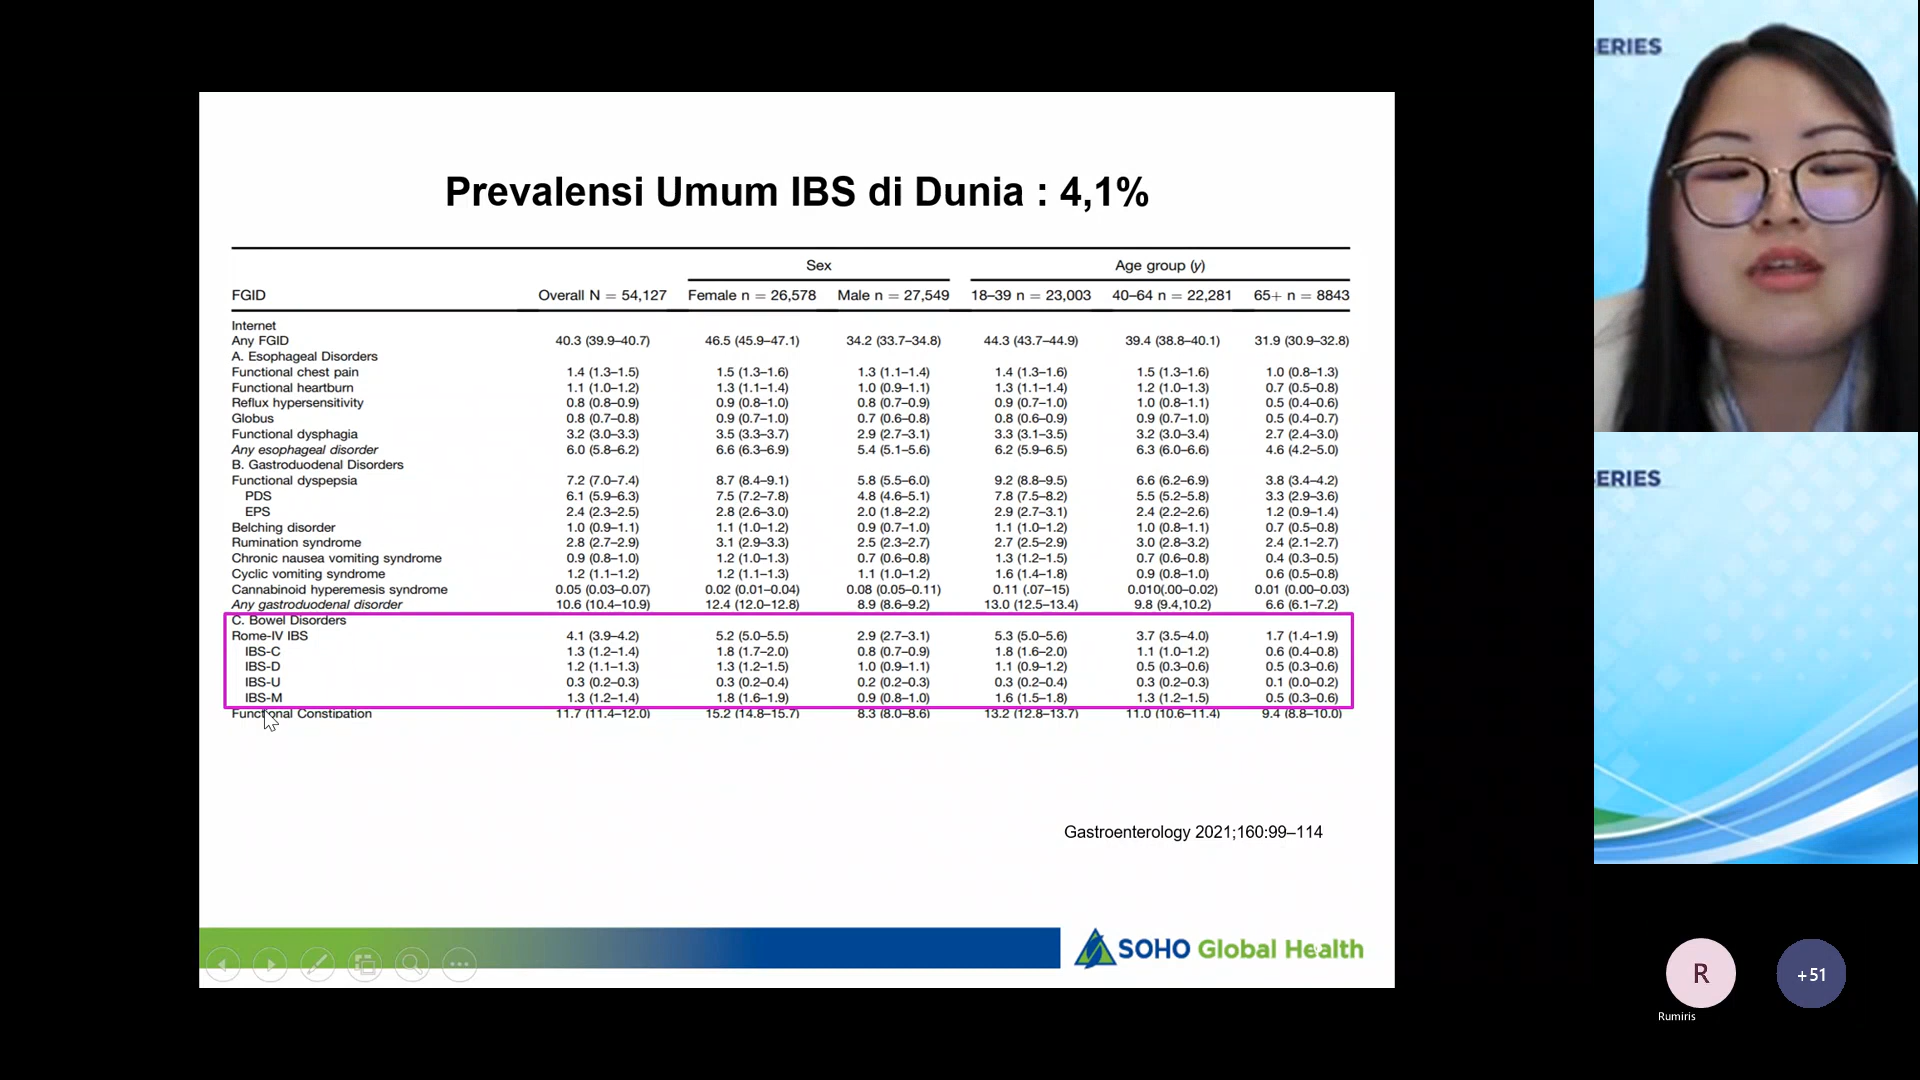 Prevalensi Umum IBS di Dunia : 4,1%
Sex Age group (y)
FGID Overall N = 54,127 Female n = 26,578 Male n = 27,549 18–39 n = 23,003 40–64 n = 22,281 65+ n = 8843
Internet
Any FGID 40.3 (39.9–40.7) 46.5 (45.9–47.1) 34.2 (33.7–34.8) 44.3 (43.7–44.9) 39.4 (38.8–40.1) 31.9 (30.9–32.8)
A. Esophageal Disorders
Functional chest pain 1.4 (1.3–1.5) 1.5 (1.3–1.6) 1.3 (1.1–1.4) 1.4 (1.3–1.6) 1.5 (1.3–1.6) 1.0 (0.8–1.3)
Functional heartburn 1.1 (1.0–1.2) 1.3 (1.1–1.4) 1.0 (0.9–1.1) 1.3 (1.1–1.4) 1.2 (1.0–1.3) 0.7 (0.5–0.8)
Reflux hypersensitivity 0.8 (0.8–0.9) 0.9 (0.8–1.0) 0.8 (0.7–0.9) 0.9 (0.7–1.0) 1.0 (0.8–1.1) 0.5 (0.4–0.6)
Globus 0.8 (0.7–0.8) 0.9 (0.7–1.0) 0.7 (0.6–0.8) 0.8 (0.6–0.9) 0.9 (0.7–1.0) 0.5 (0.4–0.7)
Functional dysphagia 3.2 (3.0–3.3) 3.5 (3.3–3.7) 2.9 (2.7–3.1) 3.3 (3.1–3.5) 3.2 (3.0–3.4) 2.7 (2.4–3.0)
Any esophageal disorder 6.0 (5.8–6.2) 6.6 (6.3–6.9) 5.4 (5.1–5.6) 6.2 (5.9–6.5) 6.3 (6.0–6.6) 4.6 (4.2–5.0)
B. Gastroduodenal Disorders
Functional dyspepsia 7.2 (7.0–7.4) 8.7 (8.4–9.1) 5.8 (5.5–6.0) 9.2 (8.8–9.5) 6.6 (6.2–6.9) 3.8 (3.4–4.2)
PDS 6.1 (5.9–6.3) 7.5 (7.2–7.8) 4.8 (4.6–5.1) 7.8 (7.5–8.2) 5.5 (5.2–5.8) 3.3 (2.9–3.6)
EPS 2.4 (2.3–2.5) 2.8 (2.6–3.0) 2.0 (1.8–2.2) 2.9 (2.7–3.1) 2.4 (2.2–2.6) 1.2 (0.9–1.4)
Belching disorder 1.0 (0.9–1.1) 1.1 (1.0–1.2) 0.9 (0.7–1.0) 1.1 (1.0–1.2) 1.0 (0.8–1.1) 0.7 (0.5–0.8)
Rumination syndrome 2.8 (2.7–2.9) 3.1 (2.9–3.3) 2.5 (2.3–2.7) 2.7 (2.5–2.9) 3.0 (2.8–3.2) 2.4 (2.1–2.7)
Chronic nausea vomiting syndrome 0.9 (0.8–1.0) 1.2 (1.0–1.3) 0.7 (0.6–0.8) 1.3 (1.2–1.5) 0.7 (0.6–0.8) 0.4 (0.3–0.5)
Cyclic vomiting syndrome 1.2 (1.1–1.2) 1.2 (1.1–1.3) 1.1 (1.0–1.2) 1.6 (1.4–1.8) 0.9 (0.8–1.0) 0.6 (0.5–0.8)
Cannabinoid hyperemesis syndrome 0.05 (0.03–0.07) 0.02 (0.01–0.04) 0.08 (0.05–0.11) 0.11 (.07–15) 0.010(.00–0.02) 0.01 (0.00–0.03)
Any gastroduodenal disorder 10.6 (10.4–10.9) 12.4 (12.0–12.8) 8.9 (8.6–9.2) 13.0 (12.5–13.4) 9.8 (9.4,10.2) 6.6 (6.1–7.2)
C. Bowel Disorders
Rome-IV IBS 4.1 (3.9–4.2) 5.2 (5.0–5.5) 2.9 (2.7–3.1) 5.3 (5.0–5.6) 3.7 (3.5–4.0) 1.7 (1.4–1.9)
IBS-C 1.3 (1.2–1.4) 1.8 (1.7–2.0) 0.8 (0.7–0.9) 1.8 (1.6–2.0) 1.1 (1.0–1.2) 0.6 (0.4–0.8)
IBS-D 1.2 (1.1–1.3) 1.3 (1.2–1.5) 1.0 (0.9–1.1) 1.1 (0.9–1.2) 0.5 (0.3–0.6) 0.5 (0.3–0.6)
IBS-U 0.3 (0.2–0.3) 0.3 (0.2–0.4) 0.2 (0.2–0.3) 0.3 (0.2–0.4) 0.3 (0.2–0.3) 0.1 (0.0–0.2)
IBS-M 1.3 (1.2–1.4) 1.8 (1.6–1.9) 0.9 (0.8–1.0) 1.6 (1.5–1.8) 1.3 (1.2–1.5) 0.5 (0.3–0.6)
Functional Constipation 11.7 (11.4–12.0) 15.2 (14.8–15.7) 8.3 (8.0–8.6) 13.2 (12.8–13.7) 11.0 (10.6–11.4) 9.4 (8.8–10.0)
Gastroenterology 2021;160:99–114
SOHO Global Health
ERIES
ERIES
R
+51
Rumiris